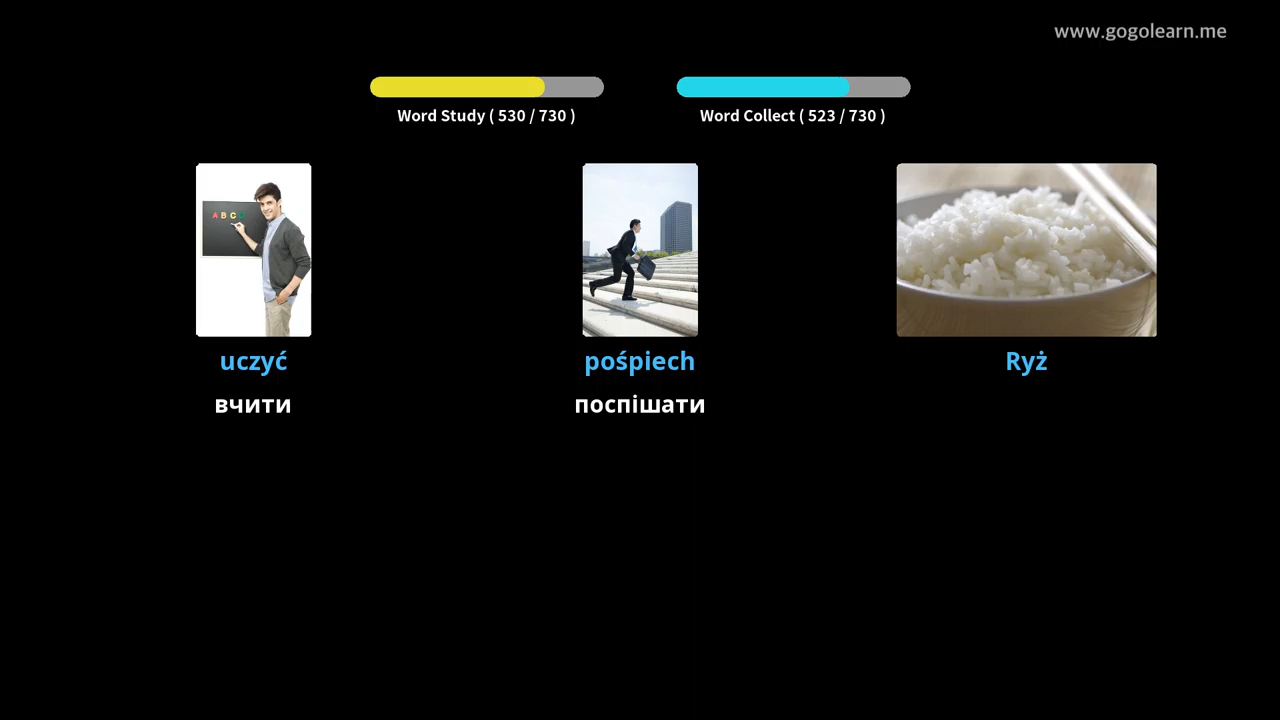 www.gogolearn.me
Word Study ( 530 / 730 )
Word Collect ( 523 / 730 )
A B C D
uczyć
pośpiech
Ryż
вчити
поспішати